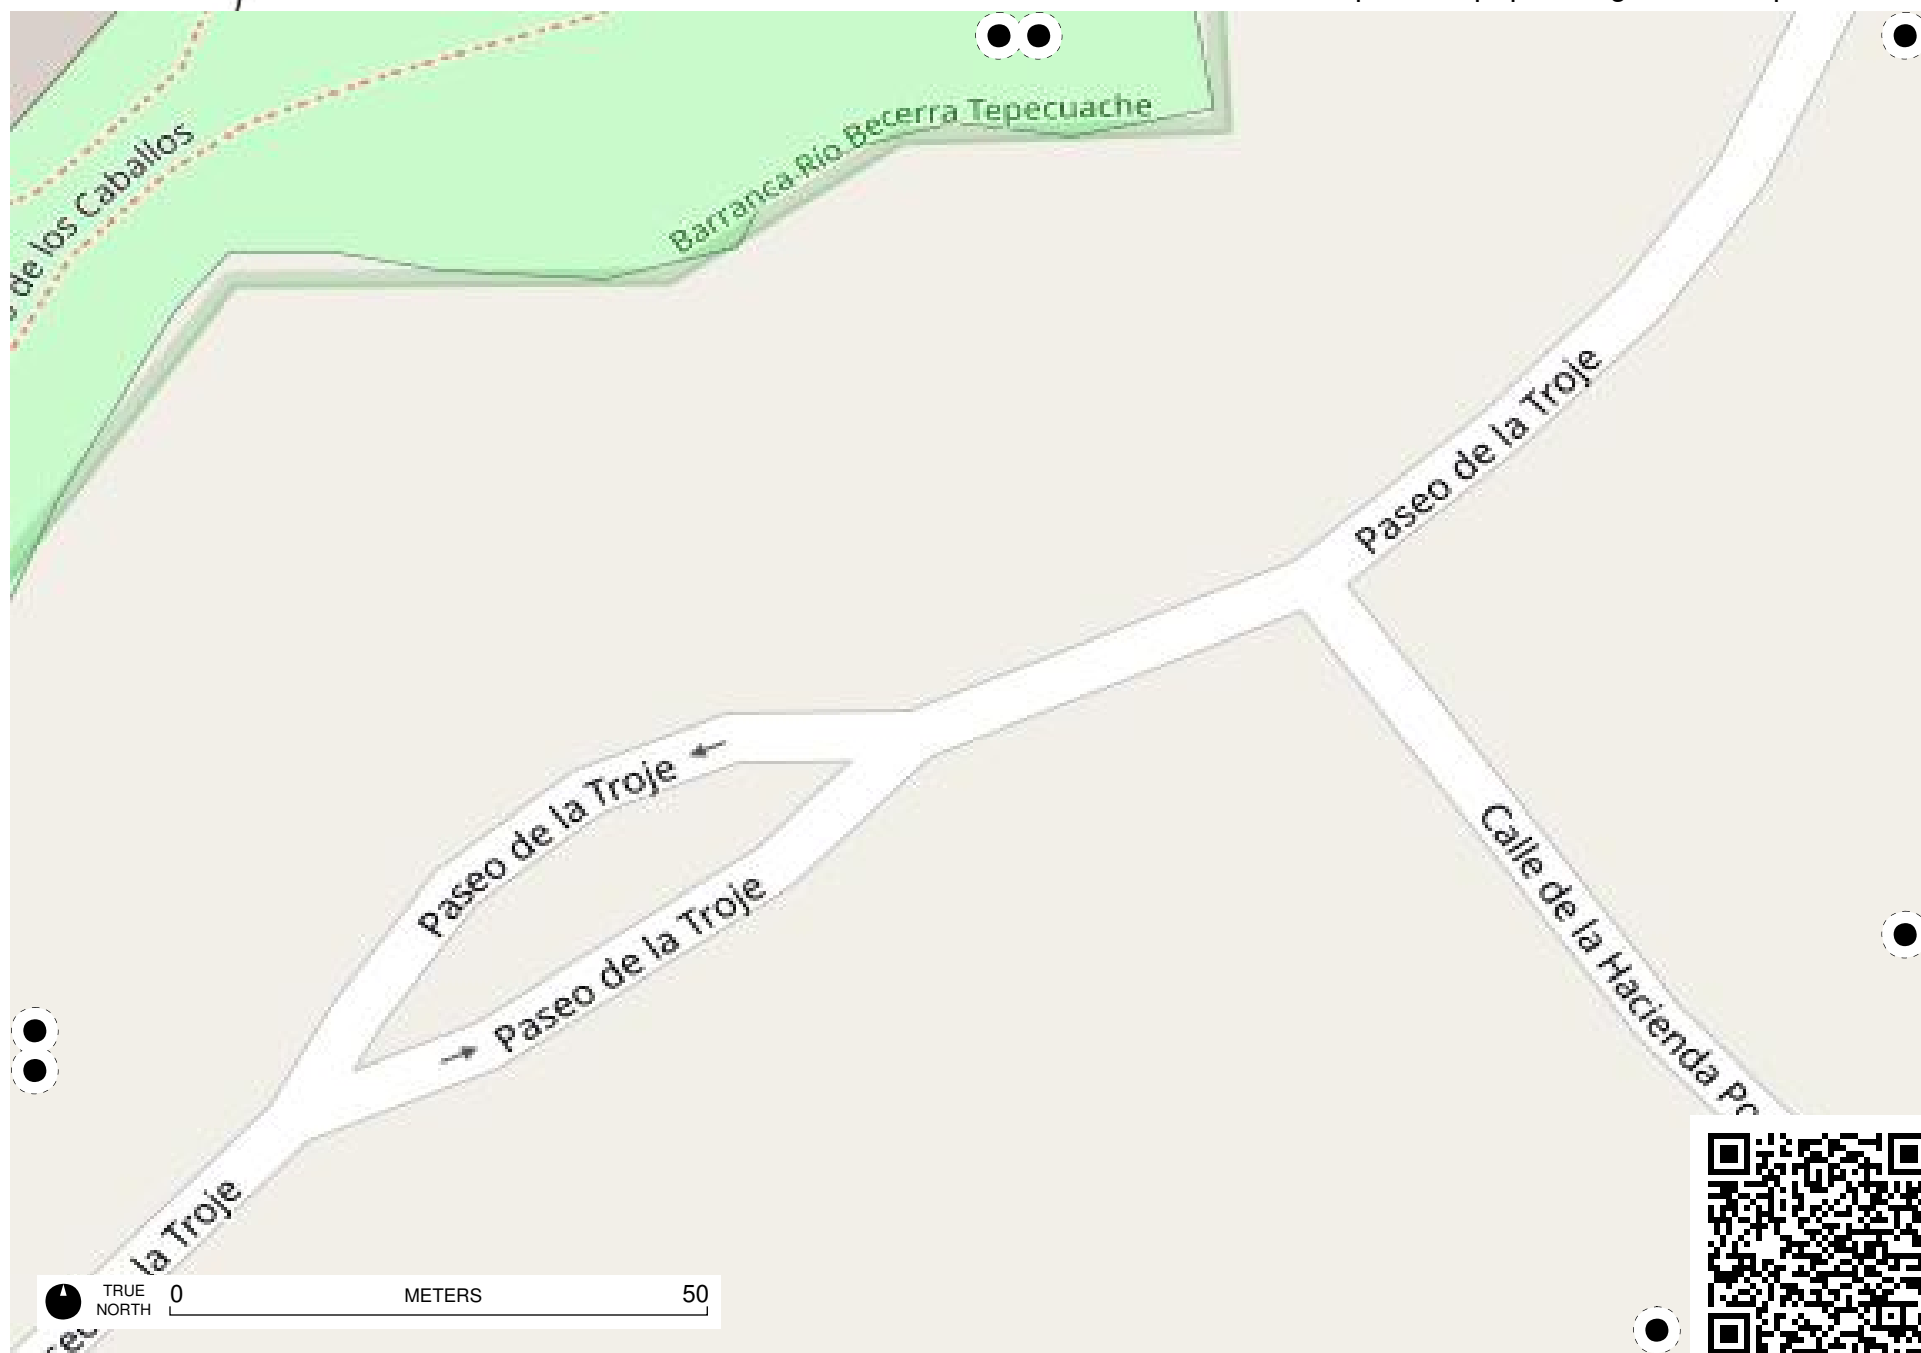 Barranca Río Becerra Tepecuache
de los Caballos
Paseo de la Troje
Paseo de la Troje
Calle de la Hacienda
Paseo de la Troje
la Troje
TRUE
NORTH
0
METERS
50